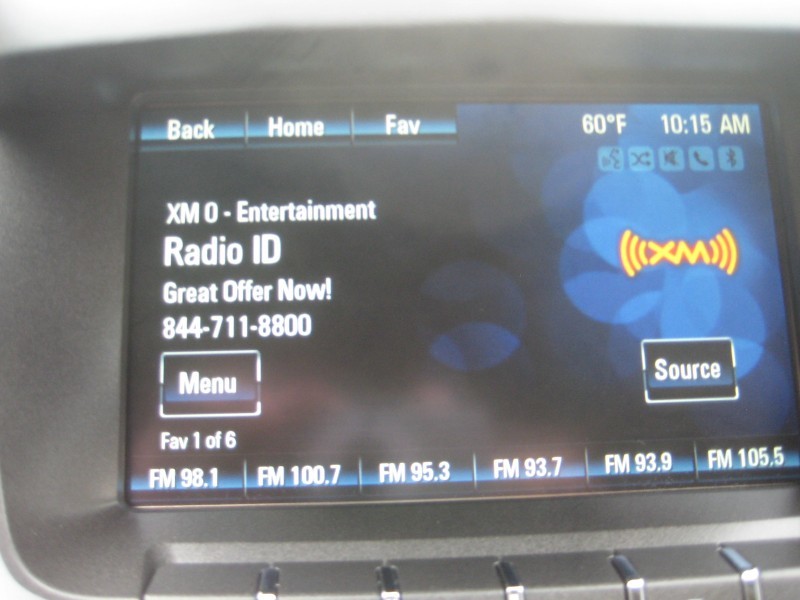 Back Home Fav 60°F 10:15 AM
XM 0 - Entertainment
Radio ID
XM
Great Offer Now!
844-711-8800
Menu Source
Fav 1 of 6
FM 98.1 FM 100.7 FM 95.3 FM 93.7 FM 93.9 FM 105.5